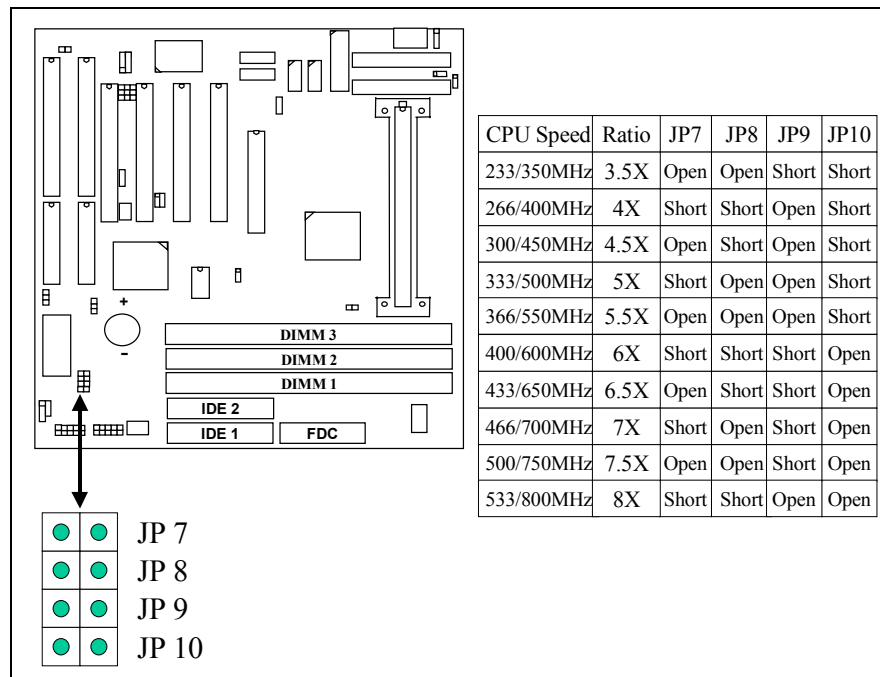 CPU Speed Ratio JP7 JP8 JP9 JP10
233/350MHz 3.5X Open Open Short Short
266/400MHz 4X Short Short Open Short
300/450MHz 4.5X Open Short Open Short
333/500MHz 5X Short Open Open Short
366/550MHz 5.5X Open Open Open Short
400/600MHz 6X Short Short Short Open
433/650MHz 6.5X Open Short Short Open
466/700MHz 7X Short Open Short Open
500/750MHz 7.5X Open Open Short Open
533/800MHz 8X Short Short Open Open
+
-
DIMM 3
DIMM 2
DIMM 1
IDE 2
IDE 1 FDC
JP 7
JP 8
JP 9
JP 10